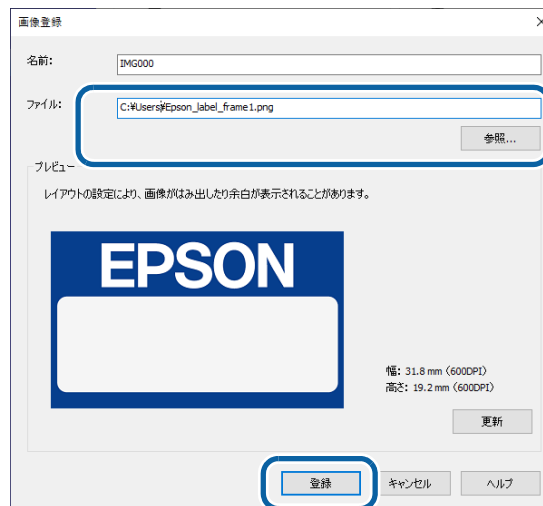 画像登録
名前:
IMG000
ファイル:
C:¥Users¥Epson_label_frame1.png
参照...
プレビュー
レイアウトの設定により、画像がはみ出したり余白が表示されることがあります。
EPSON
幅: 31.8 mm (600DPI)
高さ: 19.2 mm (600DPI)
更新
登録 キャンセル ヘルプ